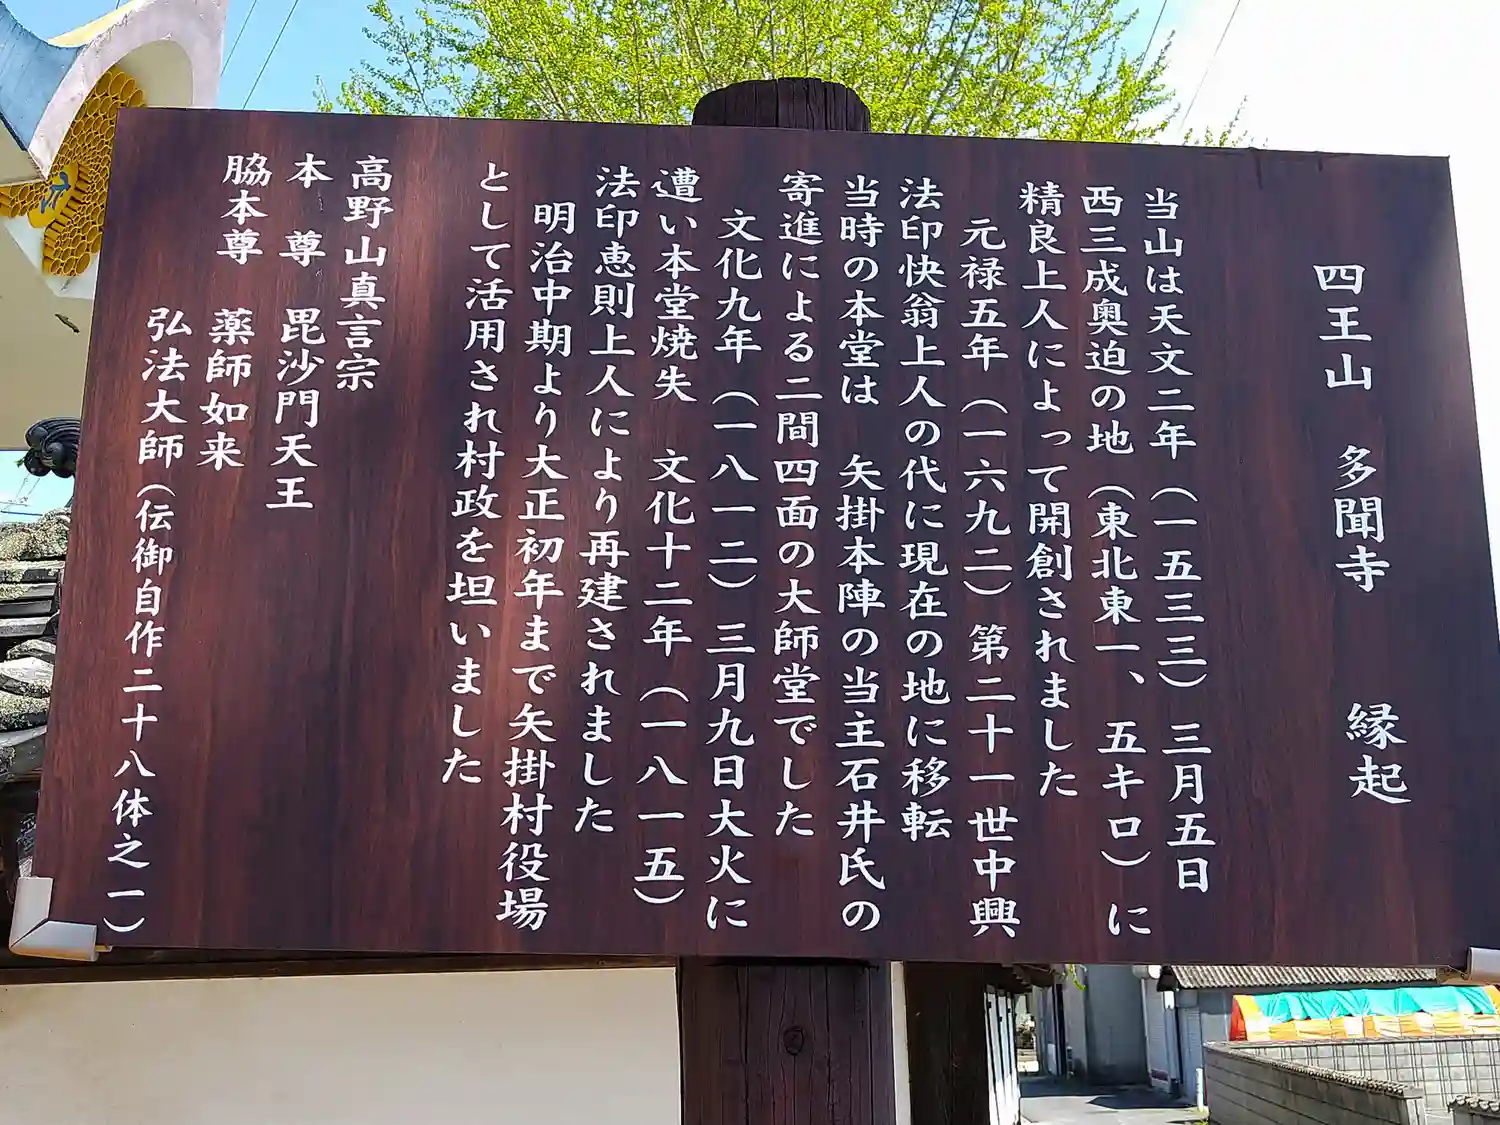 四王山　多聞寺　縁起
当山は天文二年（一五三三）三月五日
西三成奥迫の地（東北東一、五キロ）に
精良上人によって開創されました
元禄五年（一六九二）第二十一世中興
法印快翁上人の代に現在の地に移転
当時の本堂は　矢掛本陣の当主石井氏の
寄進による二間四面の大師堂でした
文化九年（一八一二）三月九日大火に
遭い本堂焼失　文化十二年（一八一五）
法印恵則上人により再建されました
明治中期より大正初年まで矢掛村役場
として活用され村政を坦いました
高野山真言宗
本　尊　毘沙門天王
脇本尊　薬師如来
弘法大師（伝御自作二十八体之一）